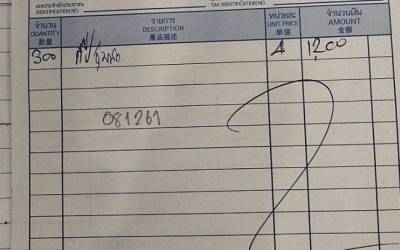 เลขประจำตัวประชาชน
IDENTIFICATION NO.
TAX IDENTIFICATION NO.
จำนวน รายการ หน่วยละ จำนวนเงิน
QUANTITY DESCRIPTION UNIT PRICE AMOUNT
數量 產品描述 單價 金額
300 4 1,200
081261